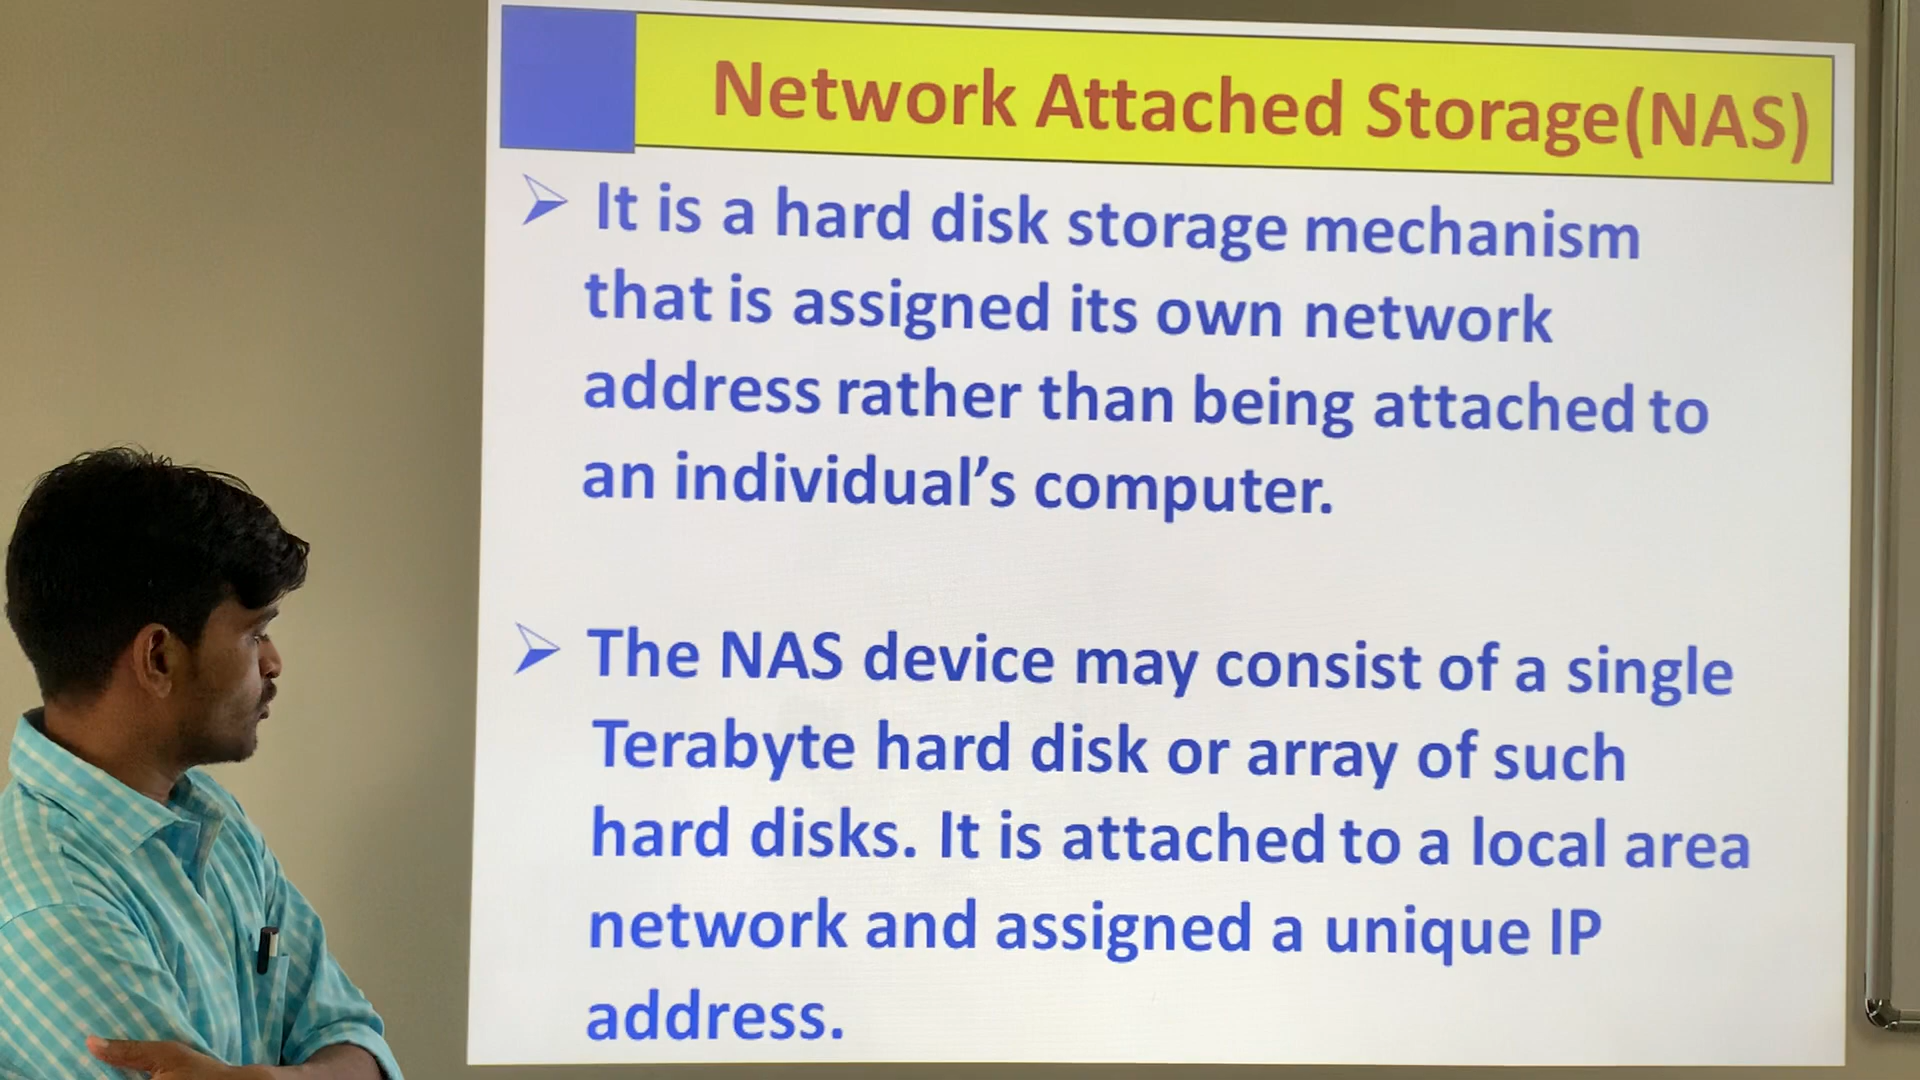 Network Attached Storage(NAS)
It is a hard disk storage mechanism
that is assigned its own network
address rather than being attached to
an individual’s computer.
The NAS device may consist of a single
Terabyte hard disk or array of such
hard disks. It is attached to a local area
network and assigned a unique IP
address.